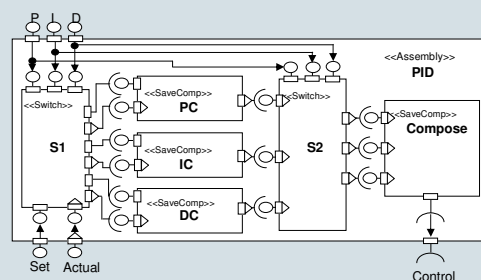 P I D
<<Assembly>>
PID
<<Switch>>
S1
<<SaveComp>>
PC
<<SaveComp>>
IC
<<SaveComp>>
DC
<<Switch>>
S2
<<SaveComp>>
Compose
Set Actual
Control